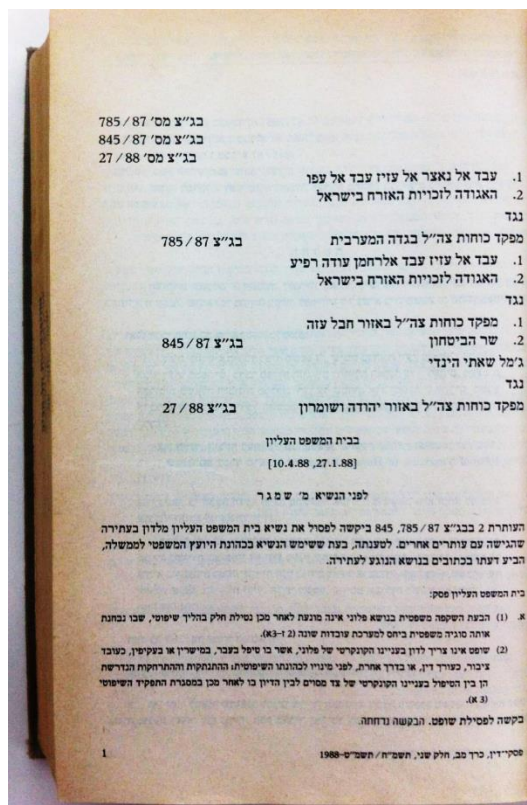 בג״צ מס׳ 785/87
בג״צ מס׳ 845/87
בג״צ מס׳ 27/88
1. עבד אל נאצר אל עזיז עבד אל עפו
2. האגודה לזכויות האזרח בישראל
נגד
מפקד כוחות צה״ל בגדה המערבית בג״צ 785/87
1. עבד אל עזיז עבד אלרחמן עודה רפיע
2. האגודה לזכויות האזרח בישראל
נגד
1. מפקד כוחות צה״ל באזור חבל עזה
2. שר הביטחון בג״צ 845/87
ג׳מל שאתי הינדי
נגד
מפקד כוחות צה״ל באזור יהודה ושומרון בג״צ 27/88
בבית המשפט העליון
[10.4.88 ,27.1.88]
לפני הנשיא מ׳ שמגר
העותרת 2 בבג״צ 785/87, 845 ביקשה לפסול את נשיא בית המשפט העליון מלדון בעתירה
שהגישה עם עותרים אחרים. לטענתה, בעת ששימש הנשיא בכהונת היועץ המשפטי לממשלה,
הביע דעתו בכתובים בנושא הנוגע לעתירה.
בית המשפט העליון פסק:
א. (1) הבעת השקפה משפטית בנושא פלוני אינה מונעת לאחר מכן נטילת חלק בהליך שיפוטי, שבו נבחנת
אותה סוגיה משפטית ביחס למערכת עובדות שונה (2 ז–3א).
(2) שופט אינו צריך לדון בעניינו הקונקרטי של פלוני, אשר בו טיפל בעבר, במישרין או בעקיפין, כעובד
ציבור, כעורך דין, או בדרך אחרת, לפני מינויו לכהונתו השיפוטית; ההתנתקות וההתרחקות הנדרשת
הן בין הטיפול בעניינו הקונקרטי של צד מסוים לבין הדיון בו לאחר מכן במסגרת התפקיד השיפוטי
(3 א).
בקשה לפסילת שופט. הבקשה נדחתה.
פסקי־דין, כרך מב, חלק שני, תשמ״ח/תשמ״ט–1988 1